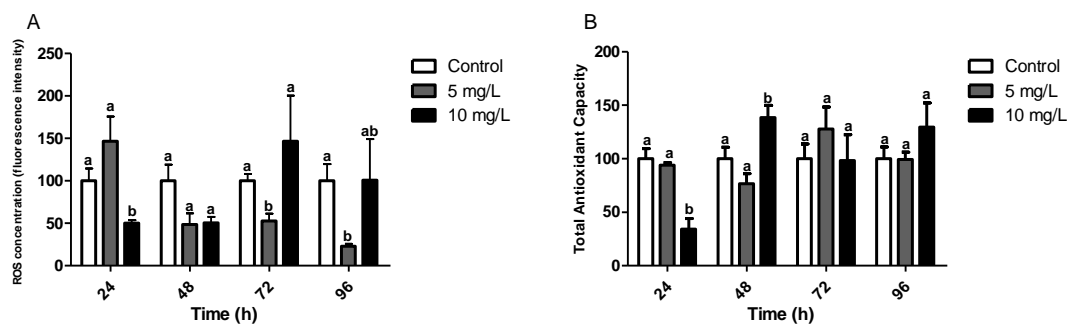 A
ROS concentration (fluorescence intensity)
250
200
150
100
50
0
a
a
b
a
a
a
a
b
a
a
b
ab
24
48
72
96
Time (h)
Control
5 mg/L
10 mg/L
B
Total Antioxidant Capacity
200
150
100
50
0
a
a
b
a
a
b
a
a
a
a
a
a
24
48
72
96
Time (h)
Control
5 mg/L
10 mg/L